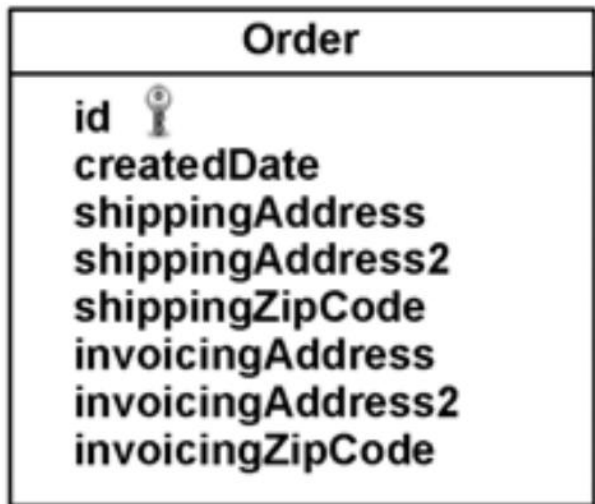 Order
id
createdDate
shippingAddress
shippingAddress2
shippingZipCode
invoicingAddress
invoicingAddress2
invoicingZipCode